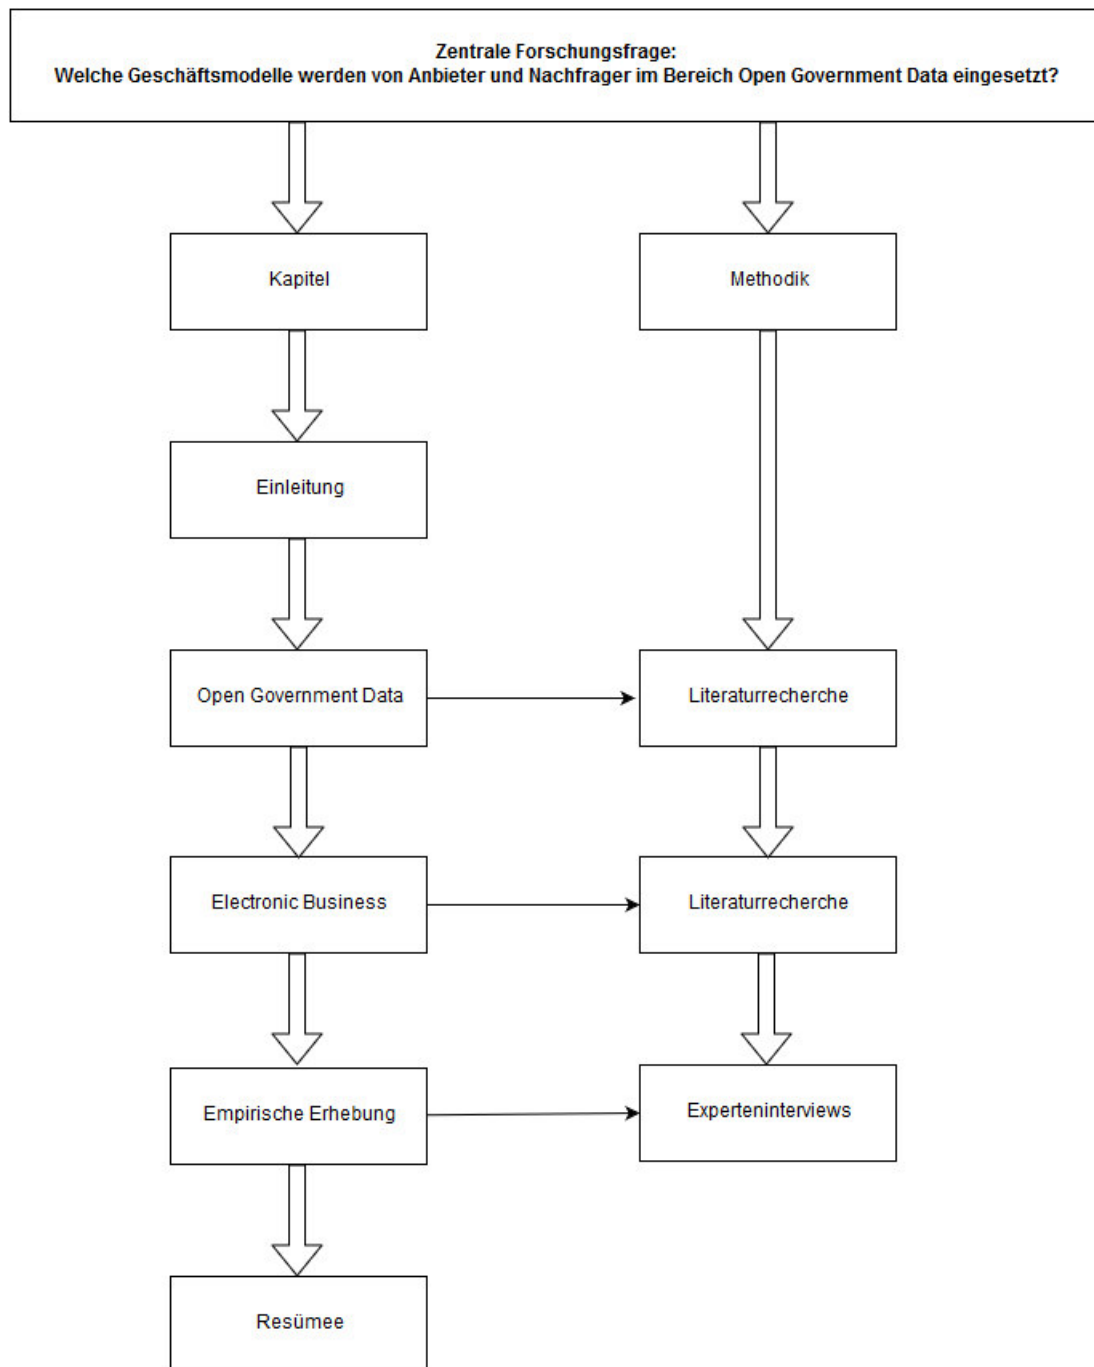 Zentrale Forschungsfrage:
Welche Geschäftsmodelle werden von Anbieter und Nachfrager im Bereich Open Government Data eingesetzt?
Kapitel
Methodik
Einleitung
Open Government Data
Literaturrecherche
Electronic Business
Literaturrecherche
Empirische Erhebung
Experteninterviews
Resümee